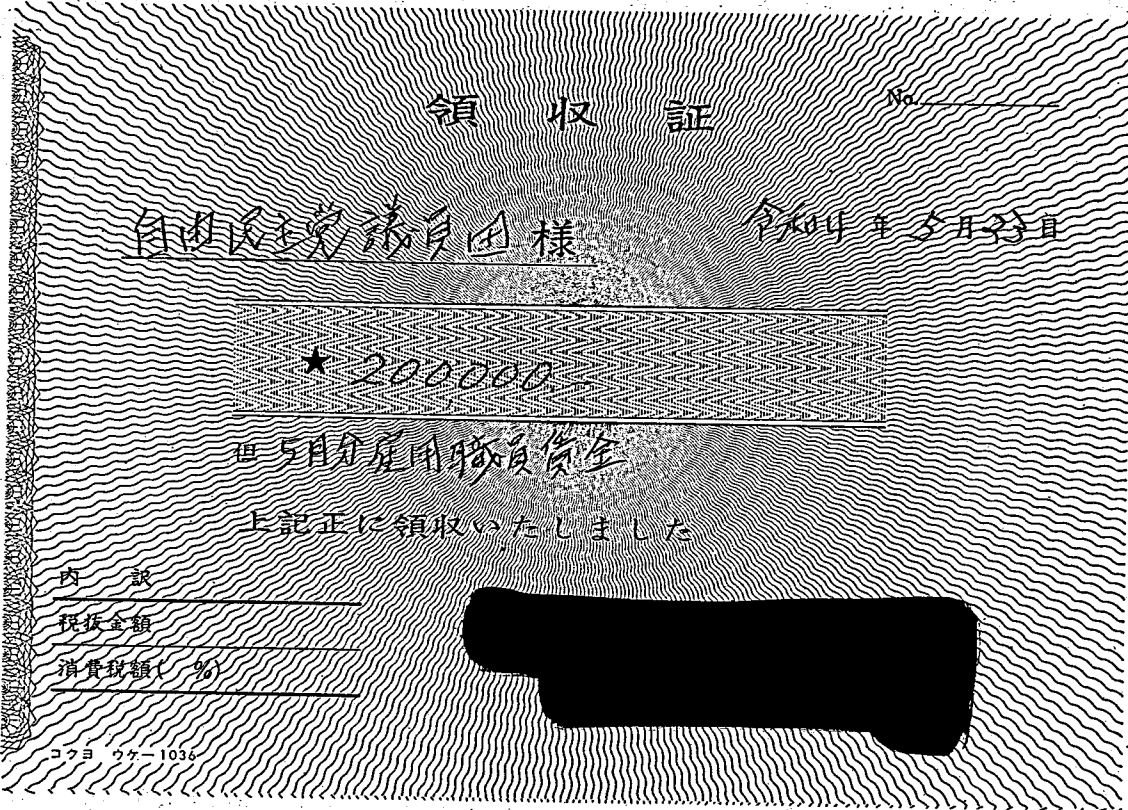 領収証
No.
自由民主党議員団 様
令和4年5月23日
★ 200000.-
但 5月分雇用職員賃金
上記正に領収いたしました
内訳
税抜金額
消費税額( %)
コクヨ ウケ-1036